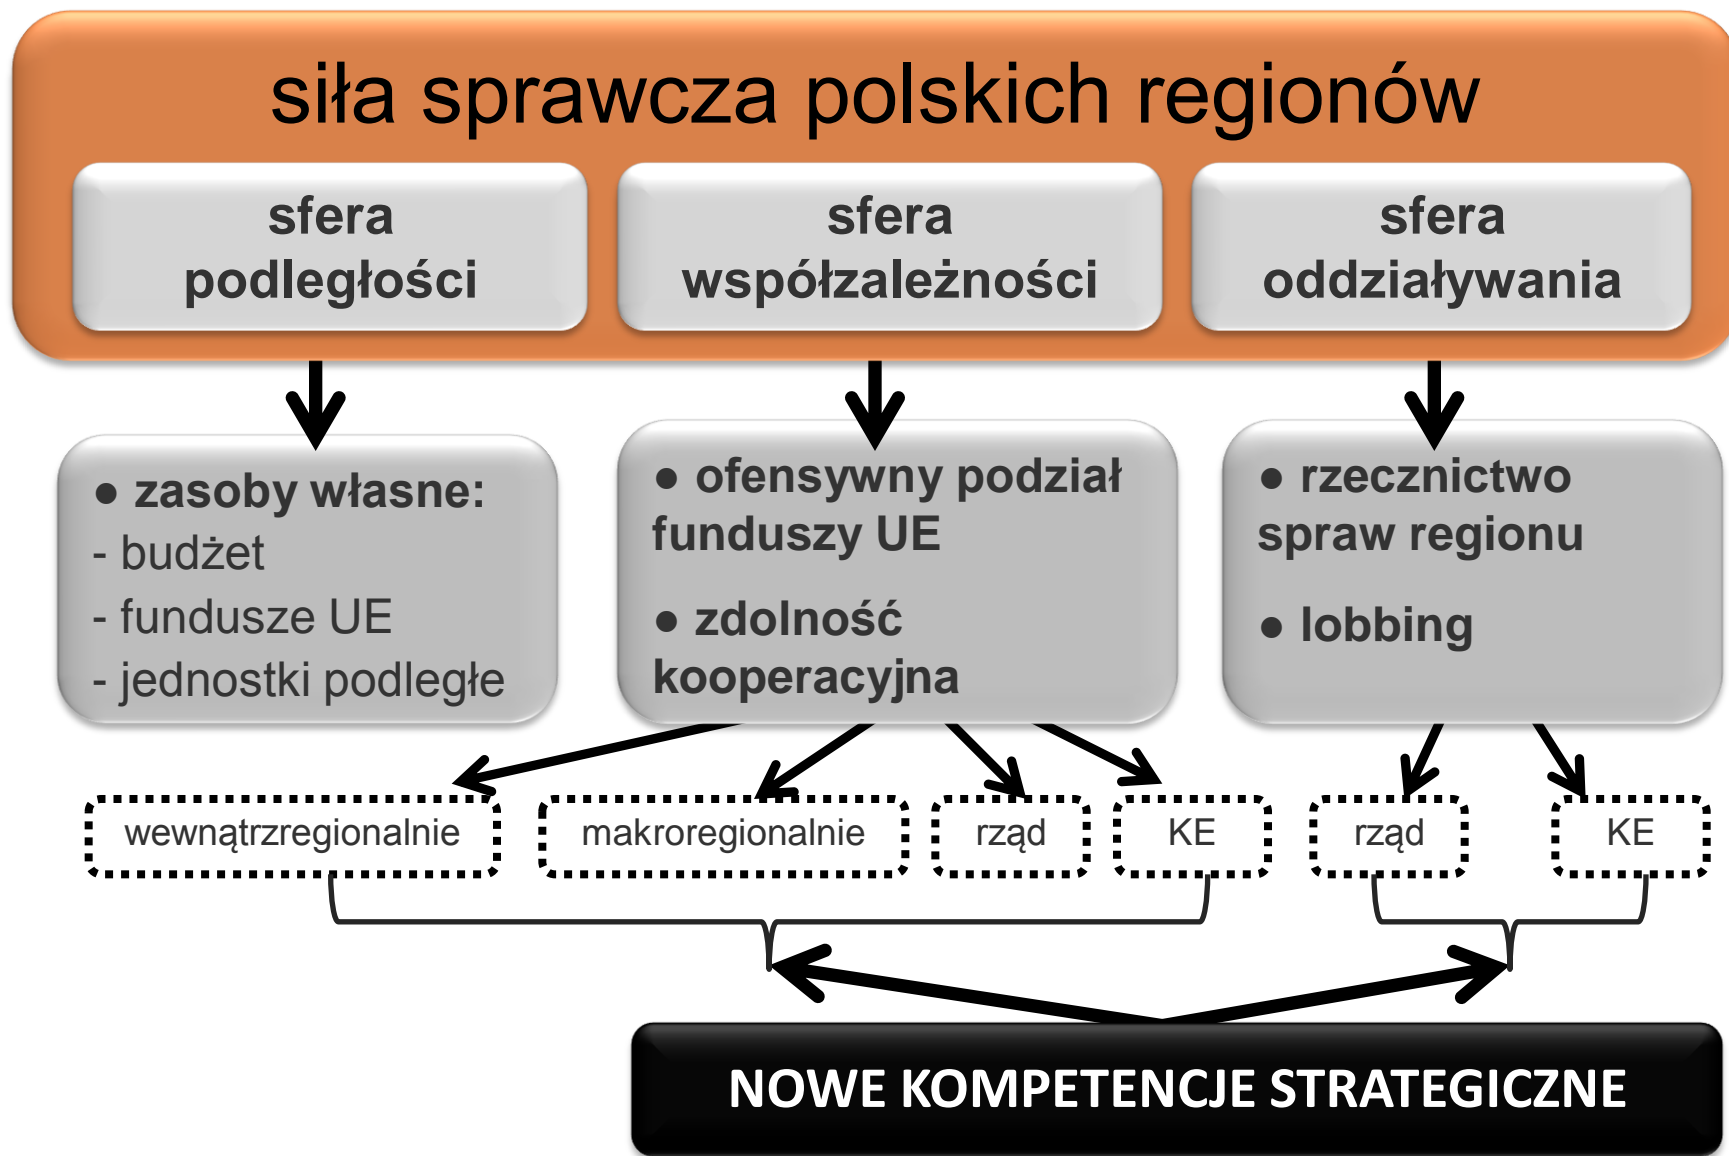 siła sprawcza polskich regionów
sfera
podległości
sfera
współzależności
sfera
oddziaływania
● zasoby własne:
- budżet
- fundusze UE
- jednostki podległe
● ofensywny podział
funduszy UE
● zdolność
kooperacyjna
● rzecznictwo
spraw regionu
● lobbing
wewnątrzregionalnie
makroregionalnie
rząd
KE
rząd
KE
NOWE KOMPETENCJE STRATEGICZNE